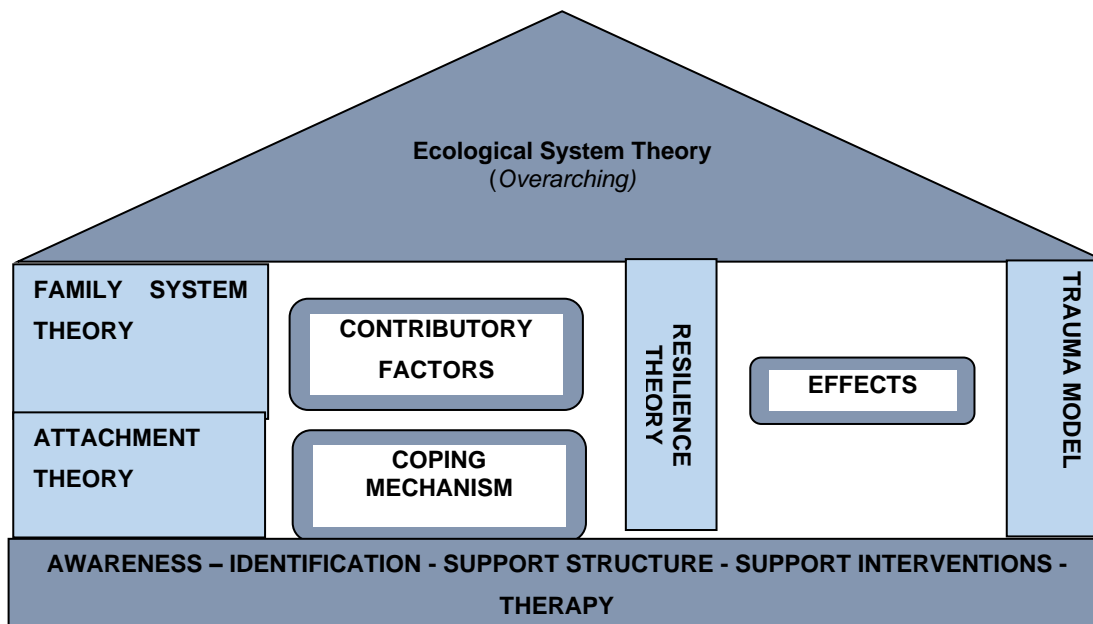 Ecological System Theory
(Overarching)
FAMILY SYSTEM
THEORY
CONTRIBUTORY
FACTORS
ATTACHMENT
THEORY
COPING
MECHANISM
RESILIENCE
THEORY
EFFECTS
TRAUMA MODEL
AWARENESS – IDENTIFICATION - SUPPORT STRUCTURE - SUPPORT INTERVENTIONS -
THERAPY